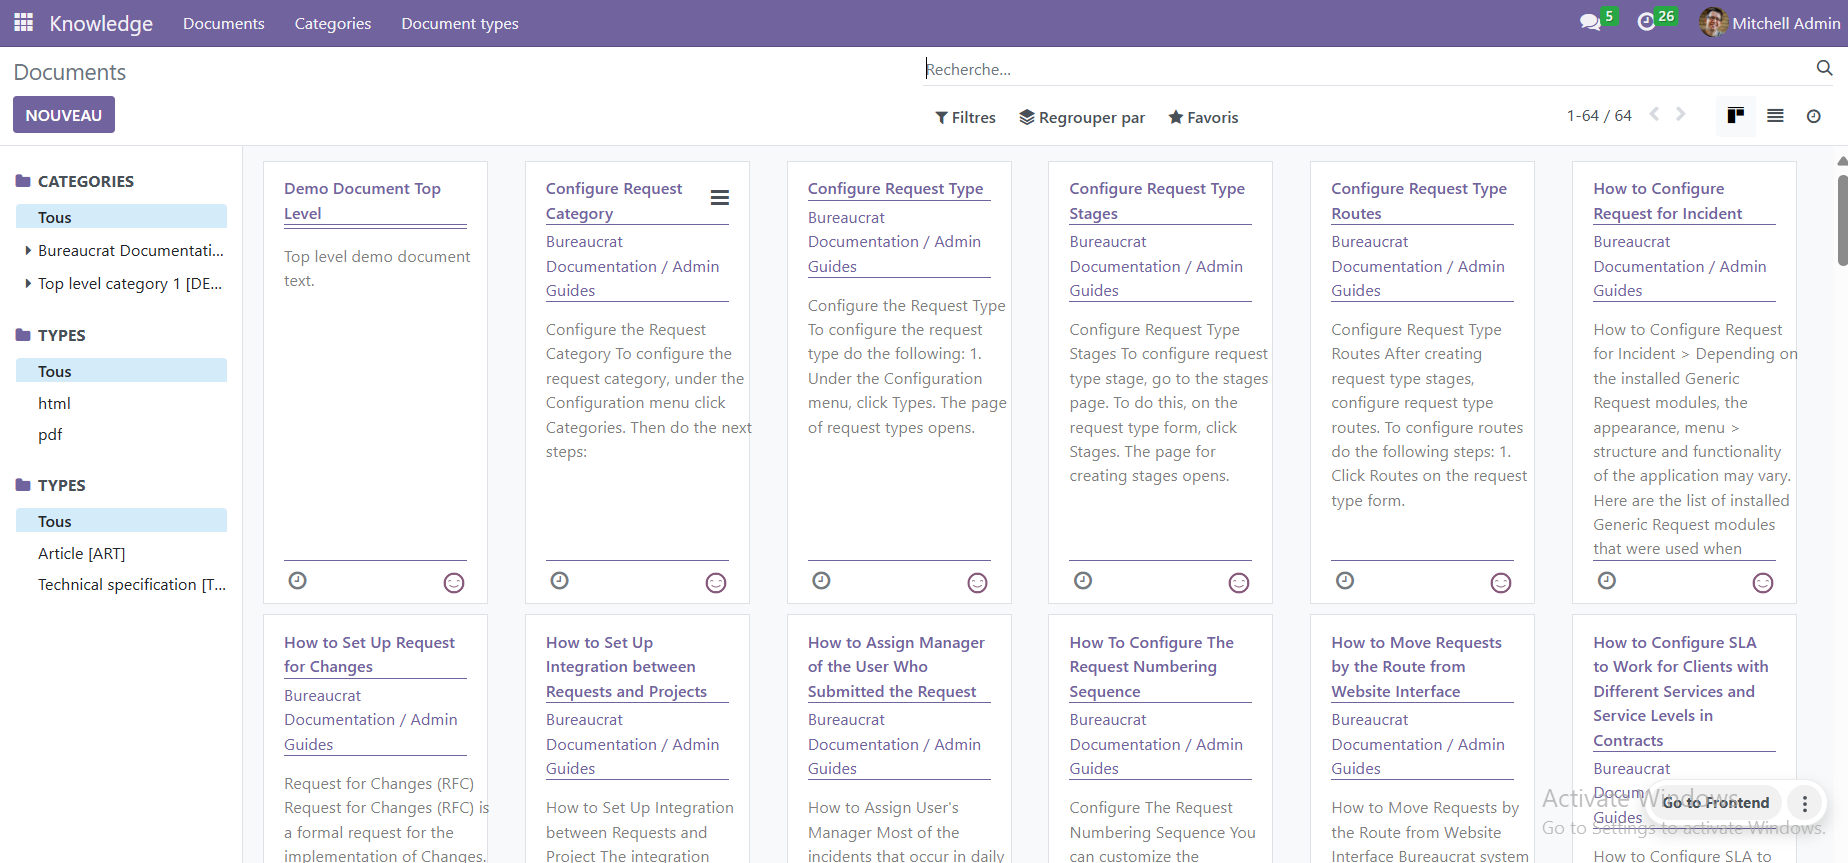 Knowledge
Documents
Categories
Document types
5
26
Mitchell Admin
Documents
Recherche...
NOUVEAU
Filtres
Regrouper par
Favoris
1-64 / 64
CATEGORIES
Tous
Bureaucrat Documentati...
Top level category 1 [DE...
TYPES
Tous
html
pdf
TYPES
Tous
Article [ART]
Technical specification [T...
Demo Document Top
Level
Top level demo document
text.
Configure Request
Category
Bureaucrat
Documentation / Admin
Guides
Configure the Request
Category To configure the
request category, under the
Configuration menu click
Categories. Then do the next
steps:
Configure Request Type
Bureaucrat
Documentation / Admin
Guides
Configure the Request Type
To configure the request
type do the following: 1.
Under the Configuration
menu, click Types. The page
of request types opens.
Configure Request Type
Stages
Bureaucrat
Documentation / Admin
Guides
Configure Request Type
Stages To configure request
type stage, go to the stages
page. To do this, on the
request type form, click
Stages. The page for
creating stages opens.
Configure Request Type
Routes
Bureaucrat
Documentation / Admin
Guides
Configure Request Type
Routes After creating
request type stages,
configure request type
routes. To configure routes
do the following steps: 1.
Click Routes on the request
type form.
How to Configure
Request for Incident
Bureaucrat
Documentation / Admin
Guides
How to Configure Request
for Incident > Depending on
the installed Generic
Request modules, the
appearance, menu >
structure and functionality
of the application may vary.
Here are the list of installed
Generic Request modules
that were used when
How to Set Up Request
for Changes
Bureaucrat
Documentation / Admin
Guides
Request for Changes (RFC)
Request for Changes (RFC) is
a formal request for the
implementation of Changes.
How to Set Up
Integration between
Requests and Projects
Bureaucrat
Documentation / Admin
Guides
How to Set Up Integration
between Requests and
Project The integration
How to Assign Manager
of the User Who
Submitted the Request
Bureaucrat
Documentation / Admin
Guides
How to Assign User's
Manager Most of the
incidents that occur in daily
How To Configure The
Request Numbering
Sequence
Bureaucrat
Documentation / Admin
Guides
Configure The Request
Numbering Sequence You
can customize the
How to Move Requests
by the Route from
Website Interface
Bureaucrat
Documentation / Admin
Guides
How to Move Requests by
the Route from Website
Interface Bureaucrat system
How to Configure SLA
to Work for Clients with
Different Services and
Service Levels in
Contracts
Bureaucrat
Docum
Guides
How to Configure SLA to
Activate Windows
Go to Settings to activate Windows.
Go to Frontend